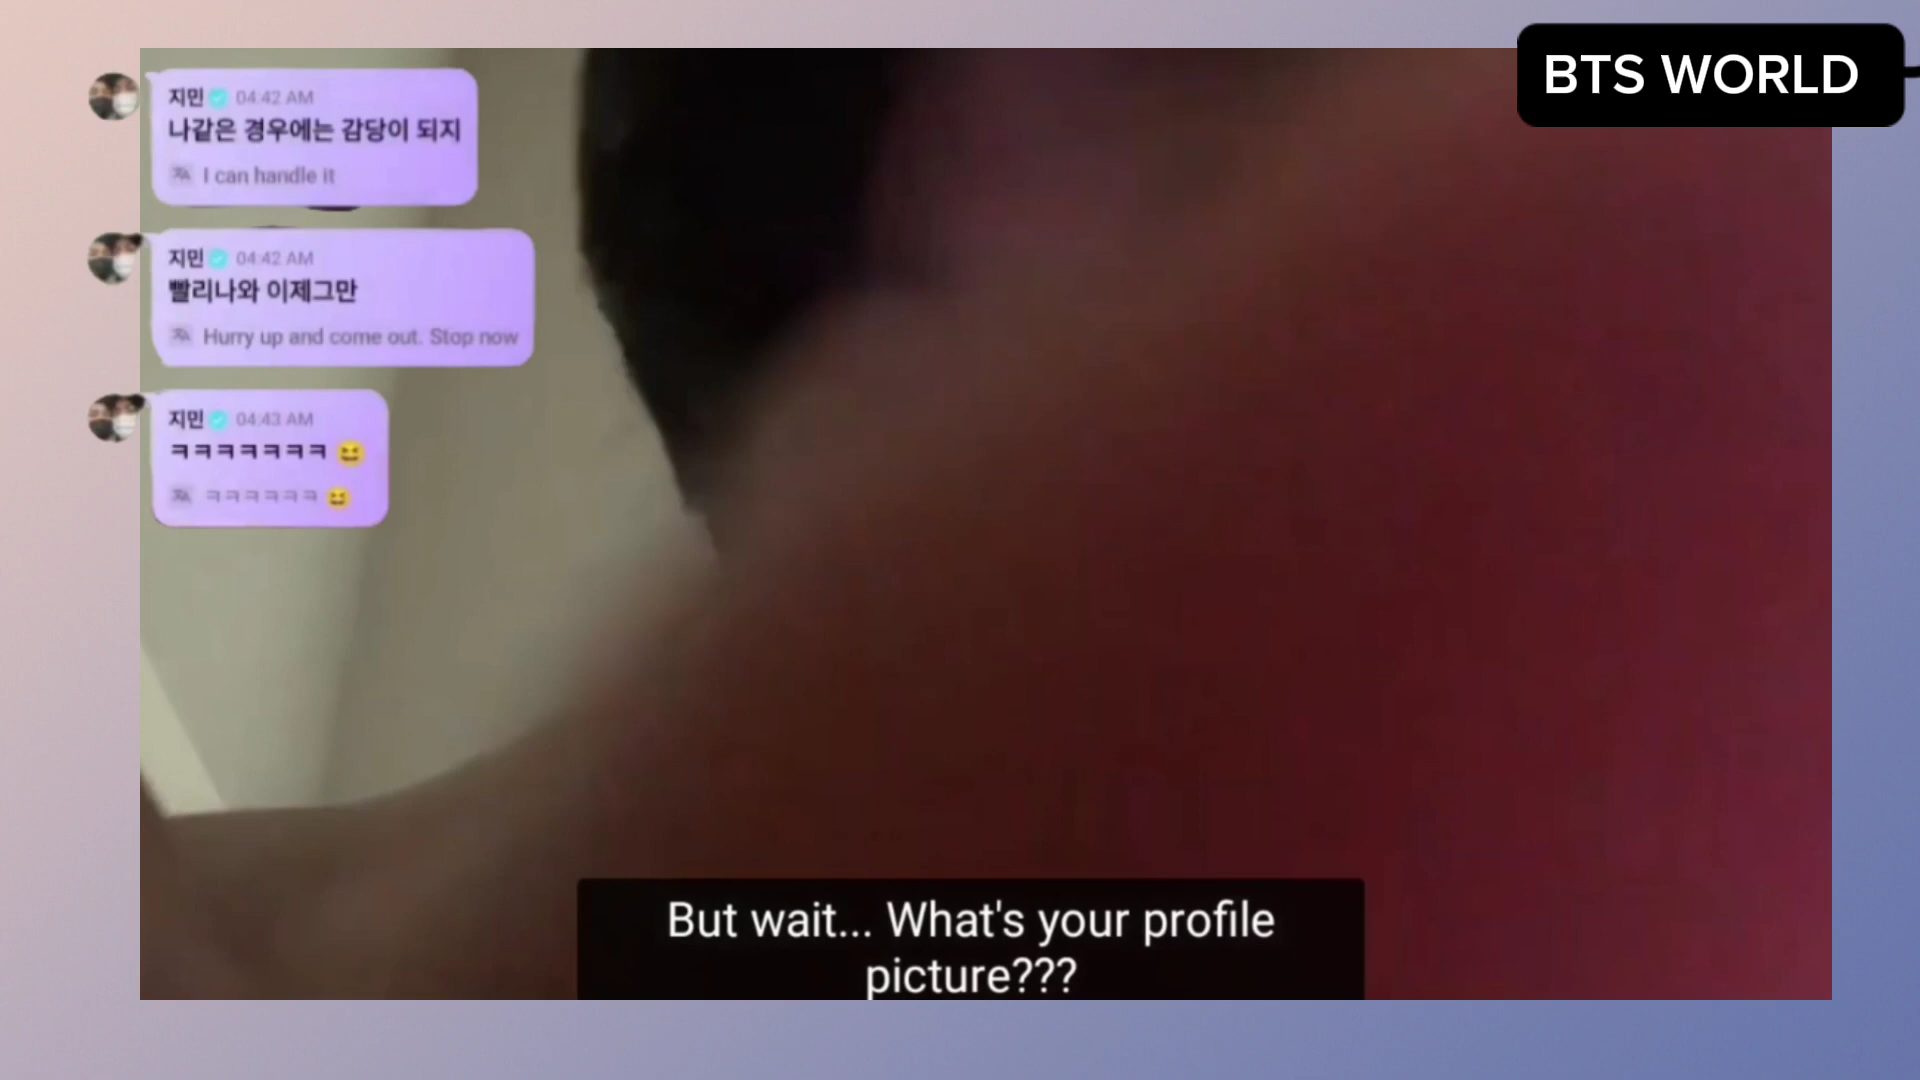 BTS WORLD
지민 04:42 AM
나같은 경우에는 감당이 되지
I can handle it
지민 04:42 AM
빨리나와 이제그만
Hurry up and come out. Stop now
지민 04:43 AM
ㅋㅋㅋㅋㅋㅋㅋ 😆
ㅋㅋㅋㅋㅋㅋ 😆
But wait... What's your profile
picture???